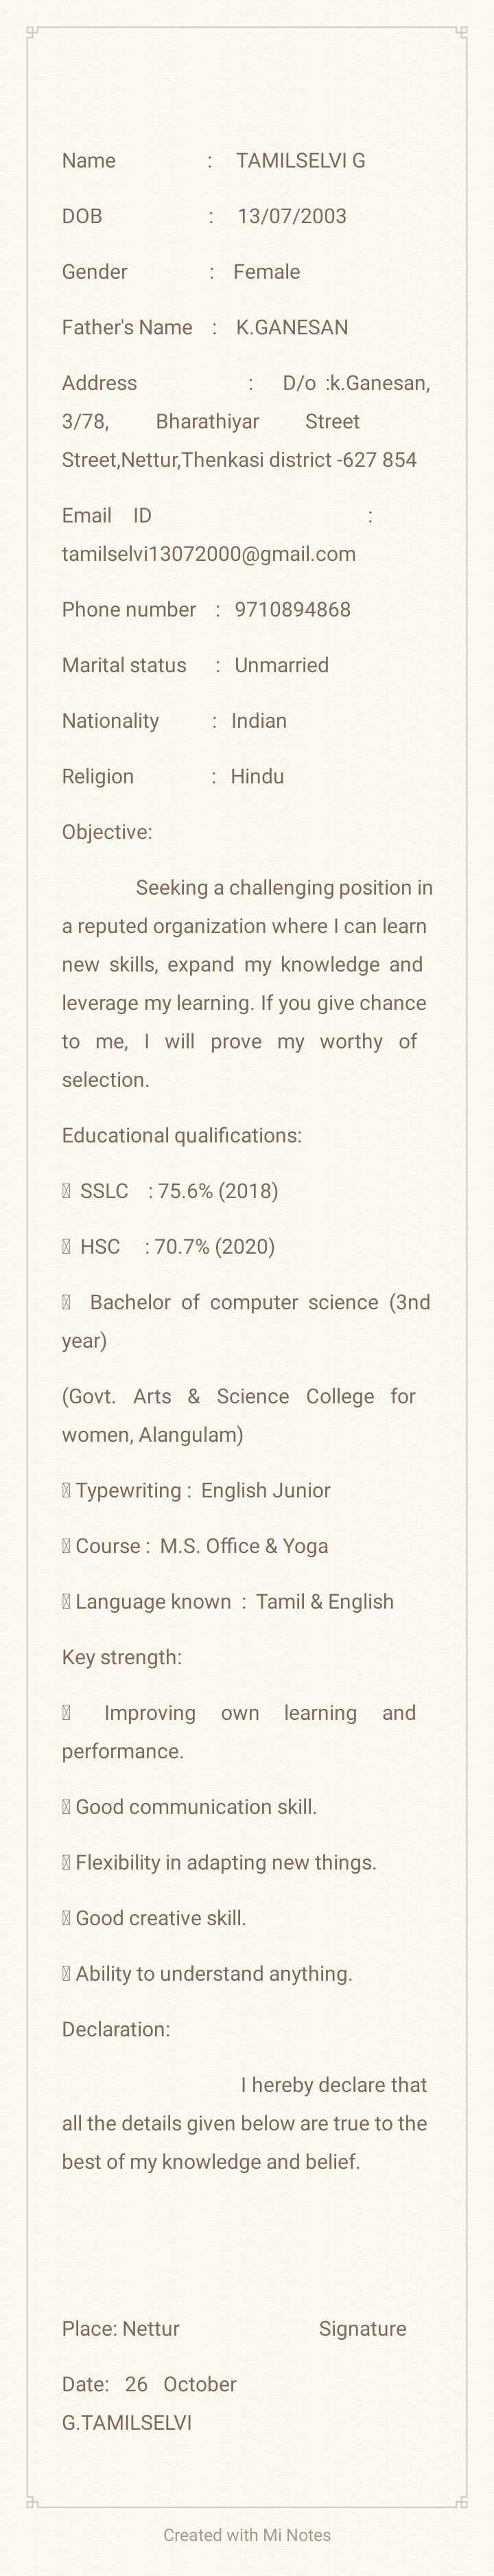 Name : TAMILSELVI G
DOB : 13/07/2003
Gender : Female
Father's Name : K.GANESAN
Address : D/o :k.Ganesan,
3/78, Bharathiyar Street
Street,Nettur,Thenkasi district -627 854
Email ID :
tamilselvi13072000@gmail.com
Phone number : 9710894868
Marital status : Unmarried
Nationality : Indian
Religion : Hindu
Objective:
Seeking a challenging position in
a reputed organization where I can learn
new skills, expand my knowledge and
leverage my learning. If you give chance
to me, I will prove my worthy of
selection.
Educational qualifications:
SSLC : 75.6% (2018)
HSC : 70.7% (2020)
Bachelor of computer science (3nd
year)
(Govt. Arts & Science College for
women, Alangulam)
Typewriting : English Junior
Course : M.S. Office & Yoga
Language known : Tamil & English
Key strength:
Improving own learning and
performance.
Good communication skill.
Flexibility in adapting new things.
Good creative skill.
Ability to understand anything.
Declaration:
I hereby declare that
all the details given below are true to the
best of my knowledge and belief.
Place: Nettur Signature
Date: 26 October
G.TAMILSELVI
Created with Mi Notes